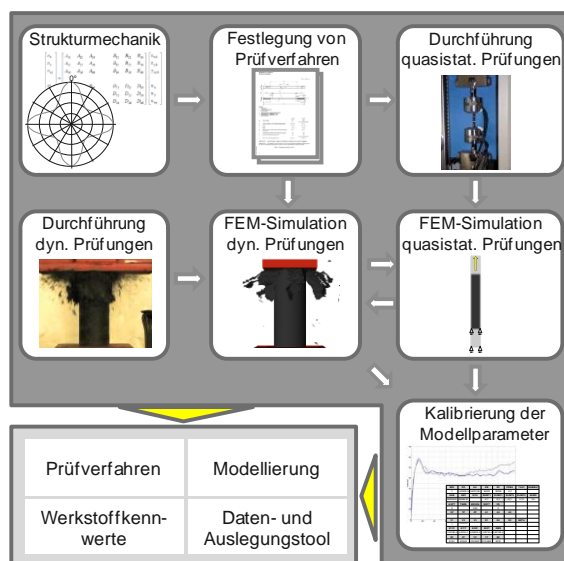 Strukturmechanik
0°
Festlegung von
Prüfverfahren
Durchführung
quasistat. Prüfungen
Durchführung
dyn. Prüfungen
FEM-Simulation
dyn. Prüfungen
FEM-Simulation
quasistat. Prüfungen
Kalibrierung der
Modellparameter
Prüfverfahren
Modellierung
Werkstoffkenn-
werte
Daten- und
Auslegungstool